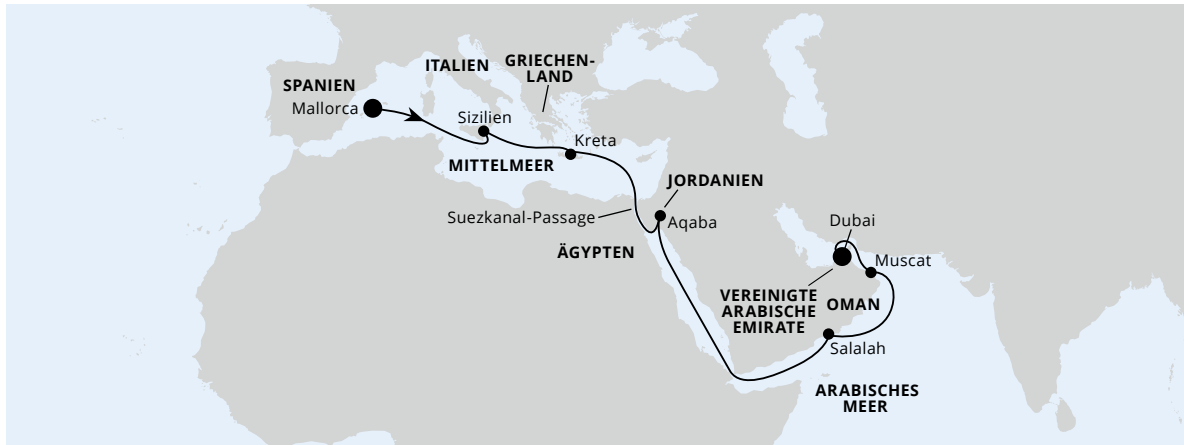 SPANIEN
Mallorca
ITALIEN
Sizilien
GRIECHEN-
LAND
Kreta
MITTELMEER
JORDANIEN
Suezkanal-Passage
Aqaba
ÄGYPTEN
Dubai
Muscat
VEREINIGTE
ARABISCHE
EMIRATE
OMAN
Salalah
ARABISCHES
MEER